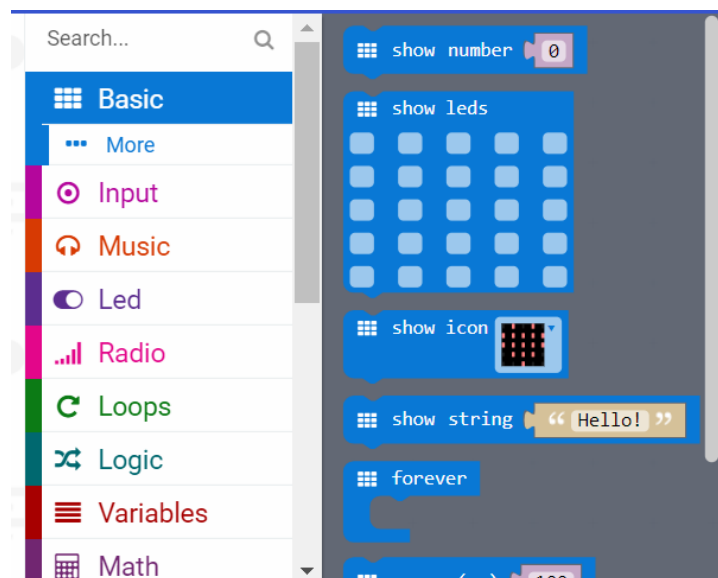 Search...
Basic
More
Input
Music
Led
Radio
Loops
Logic
Variables
Math
show number 0
show leds
show icon
show string “ Hello! ”
forever
100